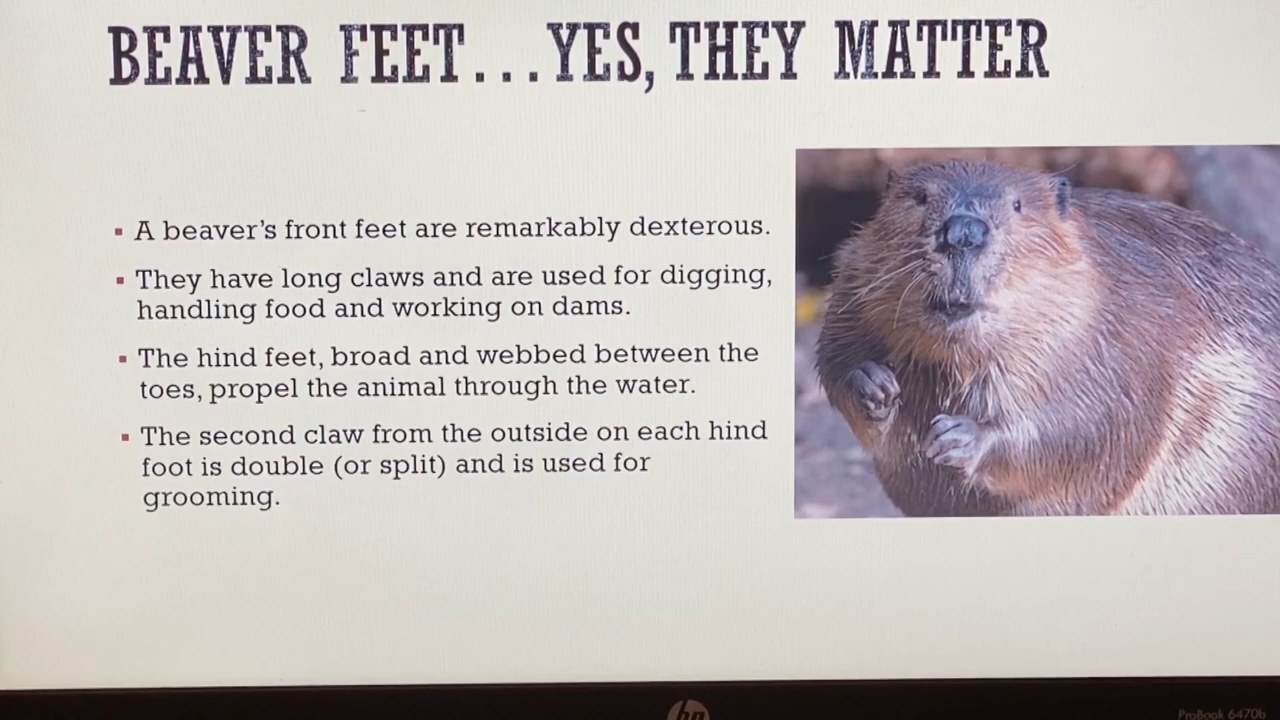 BEAVER FEET...YES, THEY MATTER
▪ A beaver's front feet are remarkably dexterous.
▪ They have long claws and are used for digging,
handling food and working on dams.
▪ The hind feet, broad and webbed between the
toes, propel the animal through the water.
▪ The second claw from the outside on each hind
foot is double (or split) and is used for
grooming.
hp
ProBook 6470b